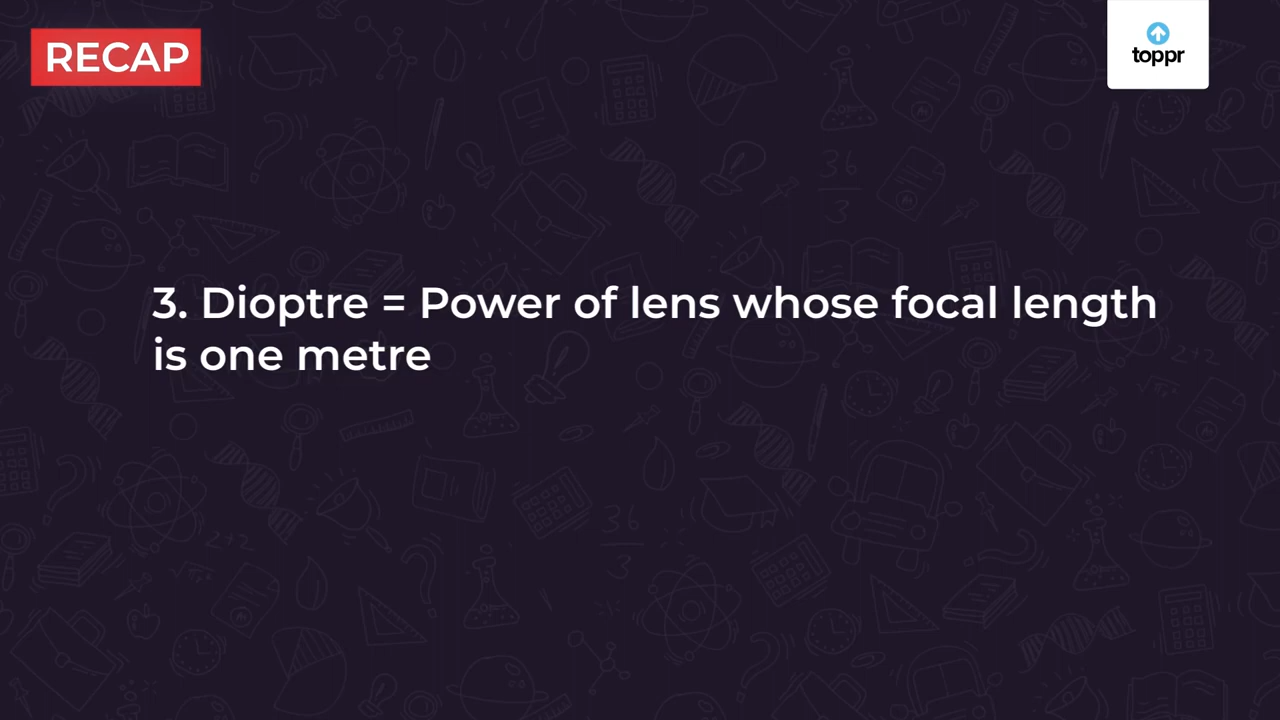 RECAP
toppr
3. Dioptre = Power of lens whose focal length
is one metre